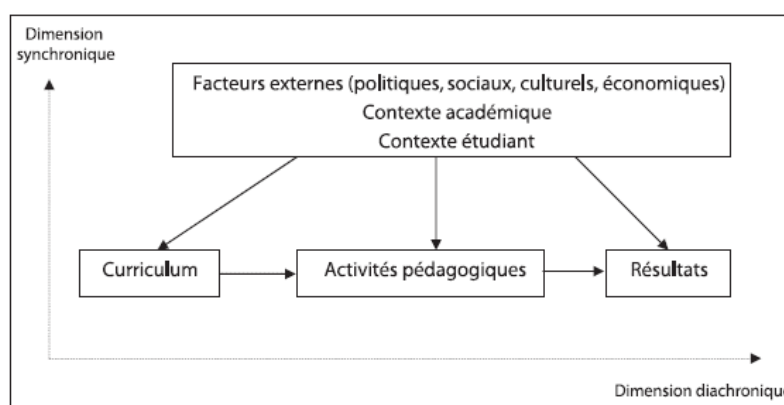 Dimension
synchronique
Facteurs externes (politiques, sociaux, culturels, économiques)
Contexte académique
Contexte étudiant
Curriculum
Activités pédagogiques
Résultats
Dimension diachronique